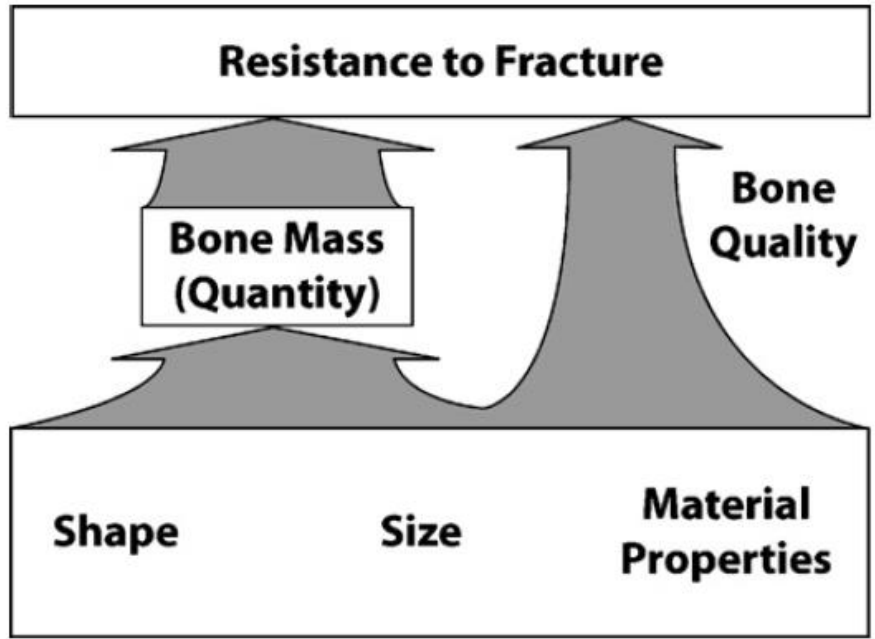 Resistance to Fracture
Bone Mass
(Quantity)
Bone
Quality
Shape
Size
Material
Properties